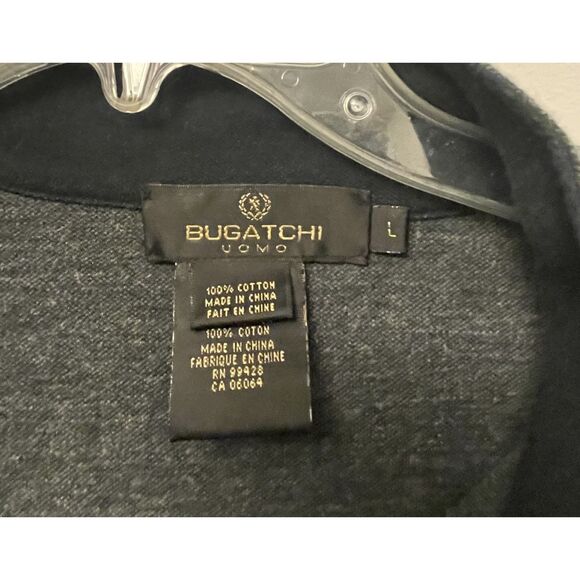 BUGATCHI
UOMO
L
100% COTTON
MADE IN CHINA
FAIT EN CHINE
100% COTON
MADE IN CHINA
FABRIQUE EN CHINE
RN 99428
CA 06064